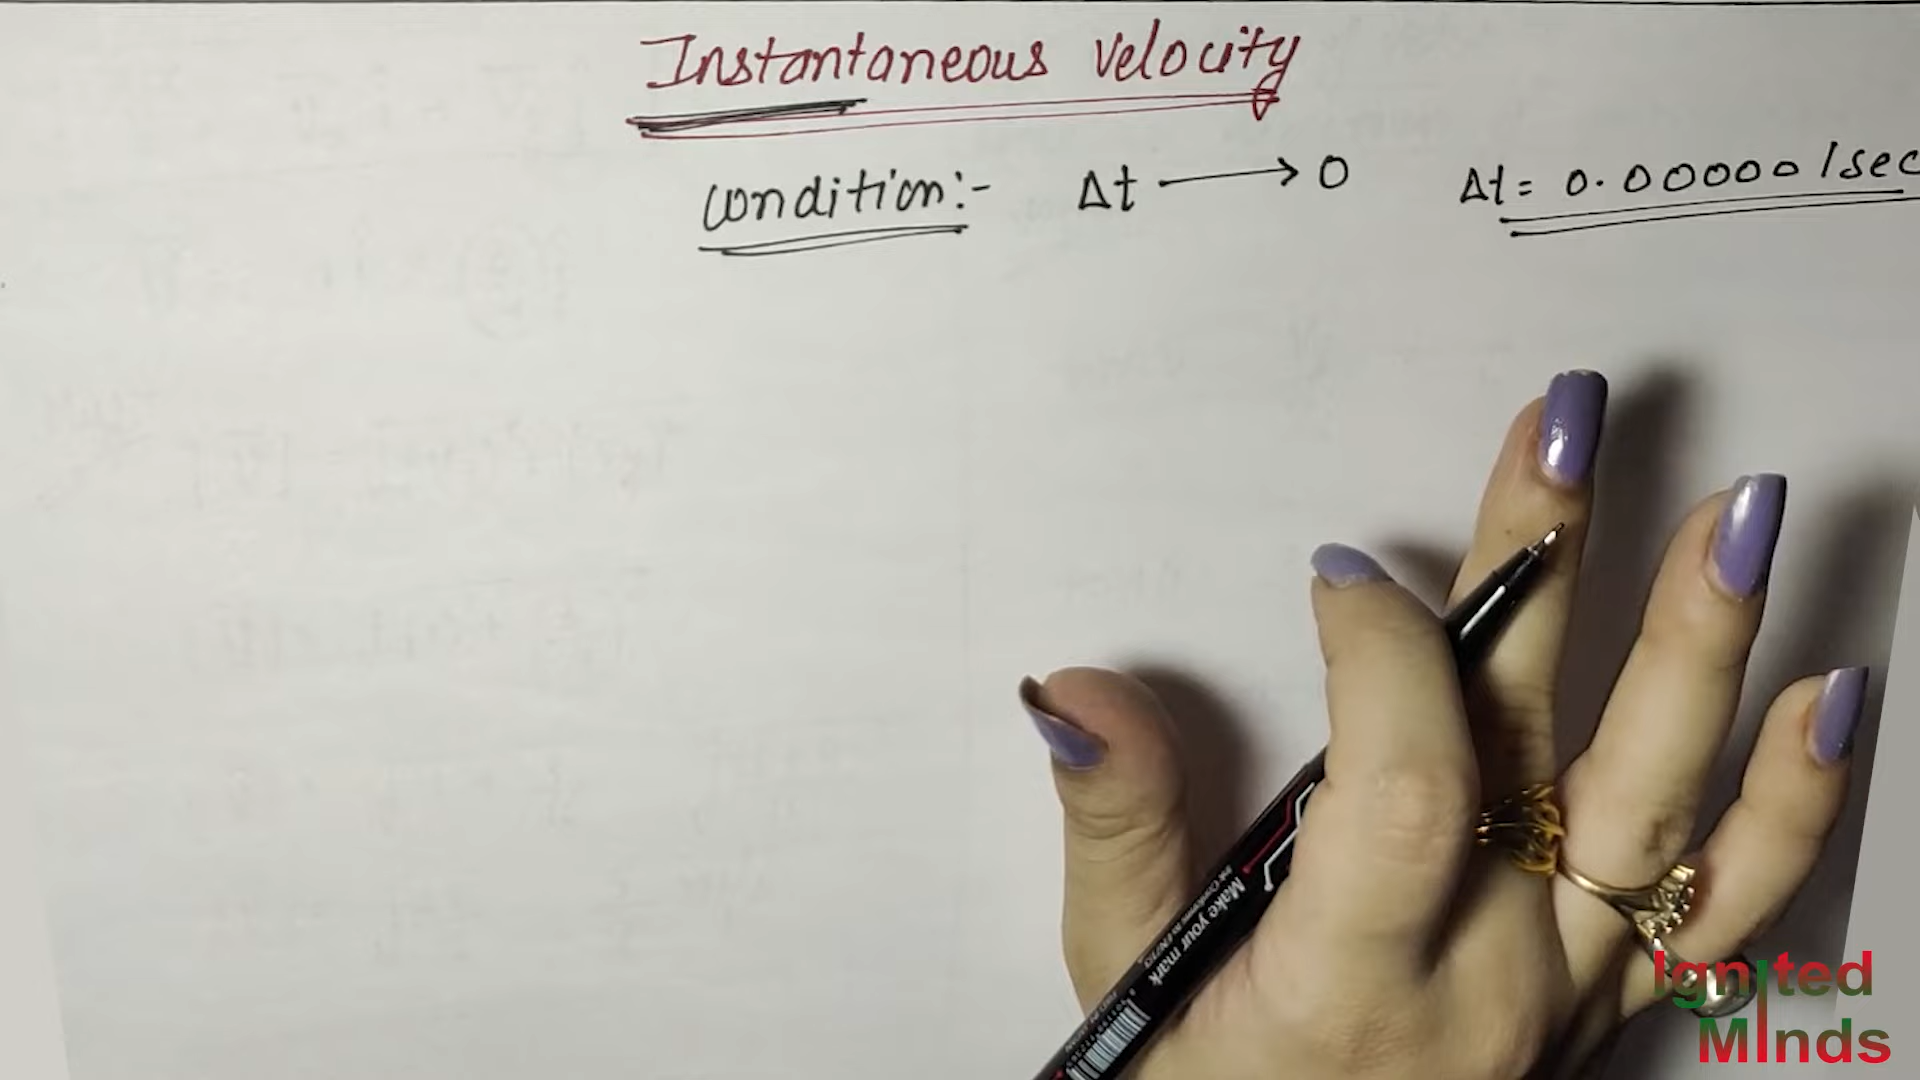 Instantaneous Velocity
Condition:- Δt ⟶ 0 Δt = 0.000001sec
Make your mark
Ignited
Minds